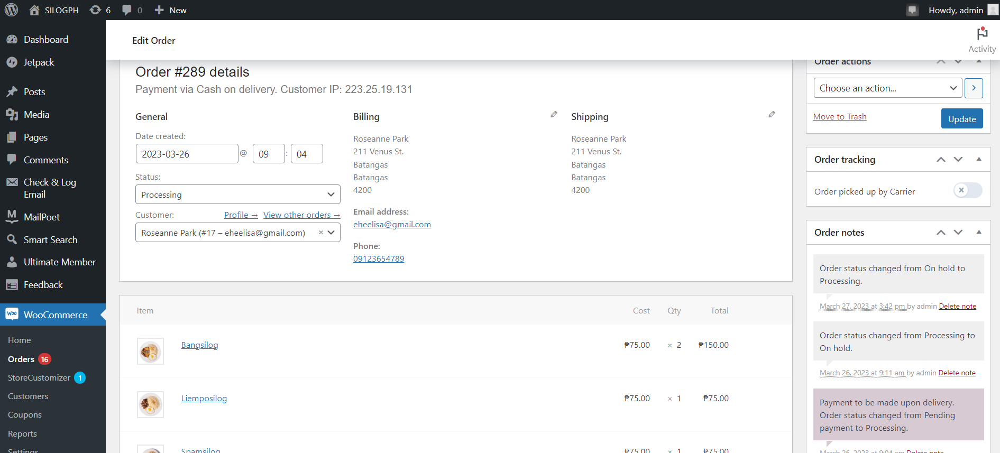 SILOGPH 6 0 New Howdy, admin
Dashboard
Jetpack
Posts
Media
Pages
Comments
Check & Log
Email
MailPoet
Smart Search
Ultimate Member
Feedback
WooCommerce
Home
Orders 16
StoreCustomizer 1
Customers
Coupons
Reports
Settings
Edit Order
Activity
Order #289 details
Payment via Cash on delivery. Customer IP: 223.25.19.131
General
Date created:
2023-03-26 @ 09 : 04
Status:
Processing
Customer: Profile → View other orders →
Roseanne Park (#17 – eheelisa@gmail.com) ×
Billing
Roseanne Park
211 Venus St.
Batangas
Batangas
4200
Email address:
eheelisa@gmail.com
Phone:
09123654789
Shipping
Roseanne Park
211 Venus St.
Batangas
Batangas
4200
Item Cost Qty Total
Bangsilog ₱75.00 × 2 ₱150.00
Liemposilog ₱75.00 × 1 ₱75.00
Spamsilog ₱75.00 × 1 ₱75.00
Order actions
Choose an action...
Move to Trash Update
Order tracking
Order picked up by Carrier
Order notes
Order status changed from On hold to
Processing.
March 27, 2023 at 3:42 pm by admin Delete note
Order status changed from Processing to
On hold.
March 26, 2023 at 9:11 am by admin Delete note
Payment to be made upon delivery.
Order status changed from Pending
payment to Processing.
March 26, 2023 at 9:04 am Delete note